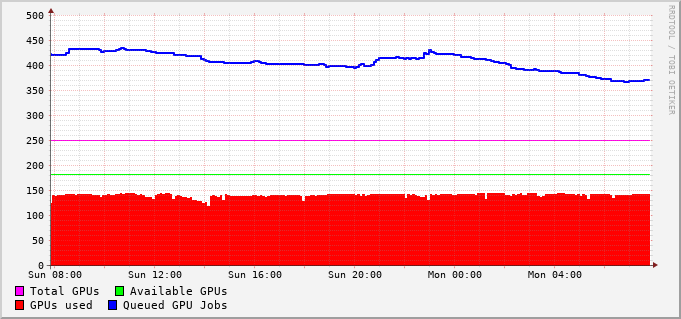 500
450
400
350
300
250
200
150
100
50
0
Sun 08:00 Sun 12:00 Sun 16:00 Sun 20:00 Mon 00:00 Mon 04:00
Total GPUs Available GPUs
GPUs used Queued GPU Jobs
RRDTOOL / TOBI OETIKER